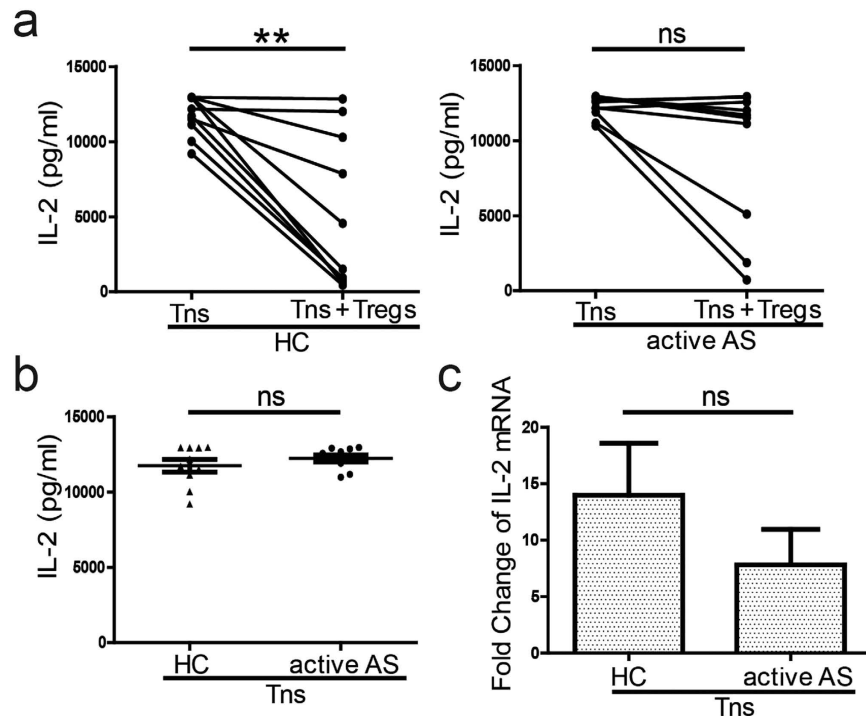 a
**
IL-2 (pg/ml)
15000
10000
5000
0
Tns
Tns + Tregs
HC
ns
IL-2 (pg/ml)
15000
10000
5000
0
Tns
Tns + Tregs
active AS
b
ns
IL-2 (pg/ml)
15000
10000
5000
0
HC
active AS
Tns
c
ns
Fold Change of IL-2 mRNA
20
15
10
5
0
HC
active AS
Tns